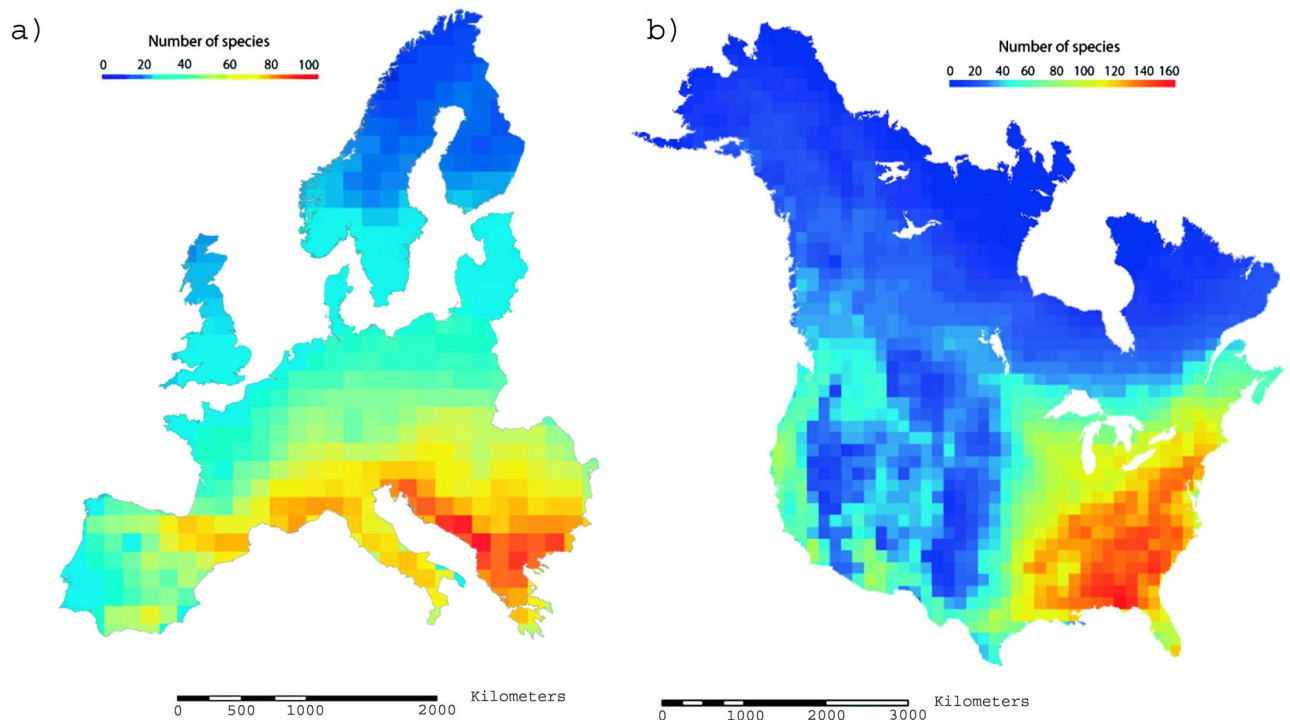 a)
Number of species
0 20 40 60 80 100
b)
Number of species
0 20 40 60 80 100 120 140 160
0 500 1000 2000 Kilometers
0 1000 2000 3000 Kilometers